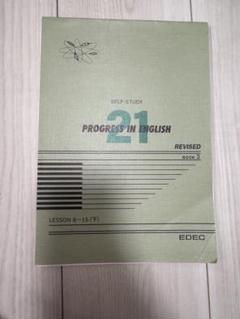 SELF-STUDY
21
PROGRESS IN ENGLISH
REVISED
BOOK 2
LESSON 8-15(下)
EDEC